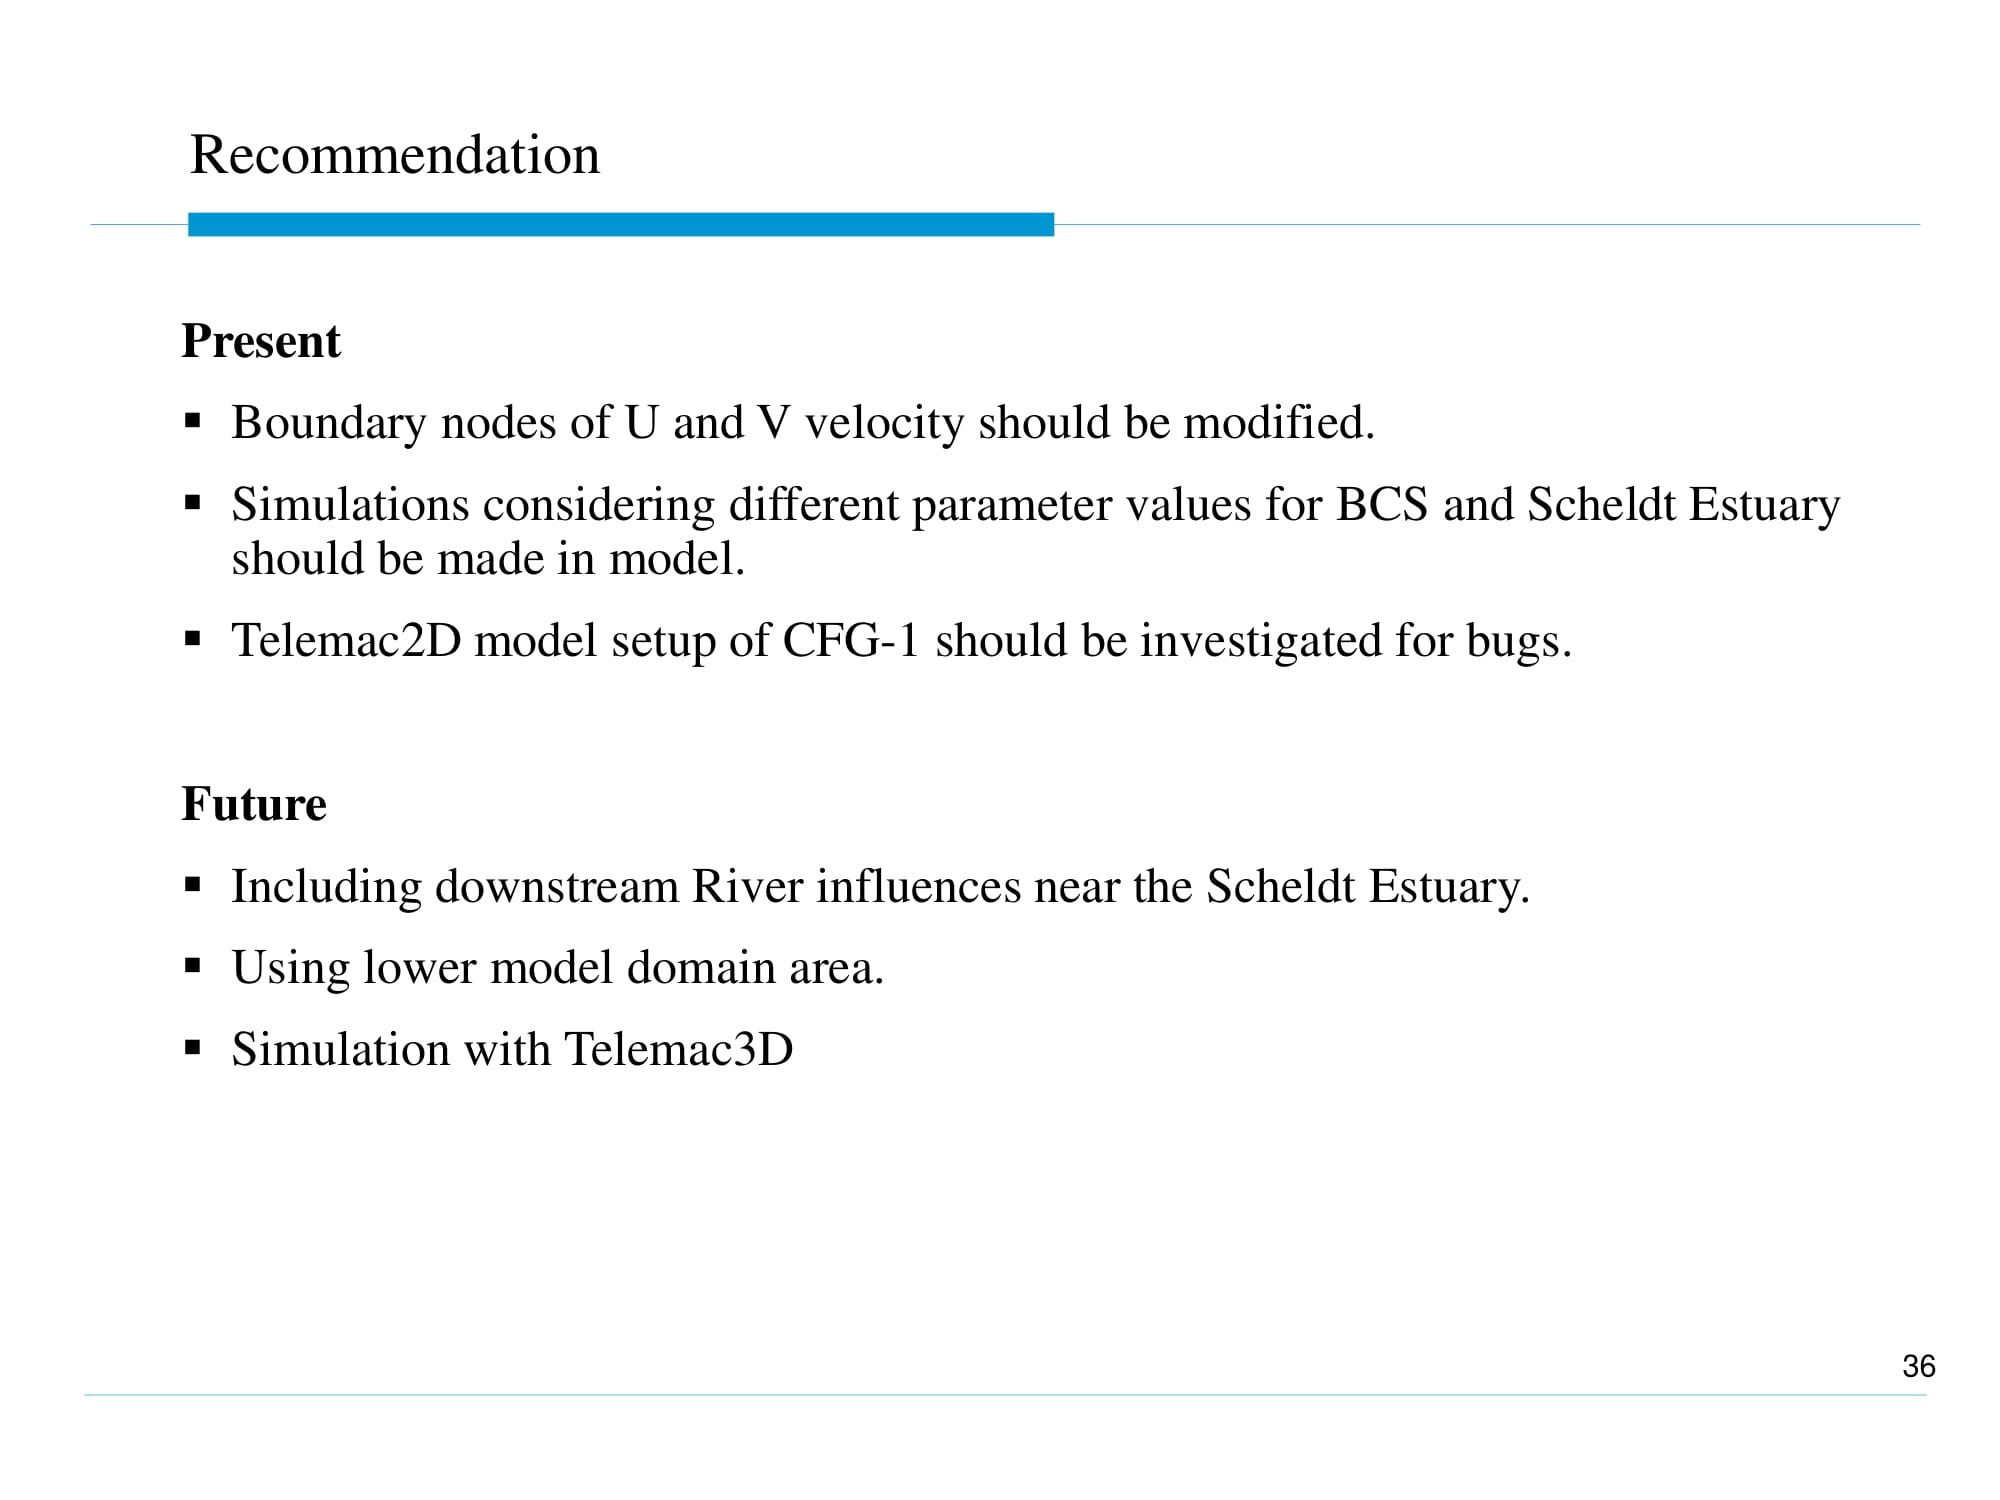 Recommendation
Present
▪ Boundary nodes of U and V velocity should be modified.
▪ Simulations considering different parameter values for BCS and Scheldt Estuary
should be made in model.
▪ Telemac2D model setup of CFG-1 should be investigated for bugs.
Future
▪ Including downstream River influences near the Scheldt Estuary.
▪ Using lower model domain area.
▪ Simulation with Telemac3D
36